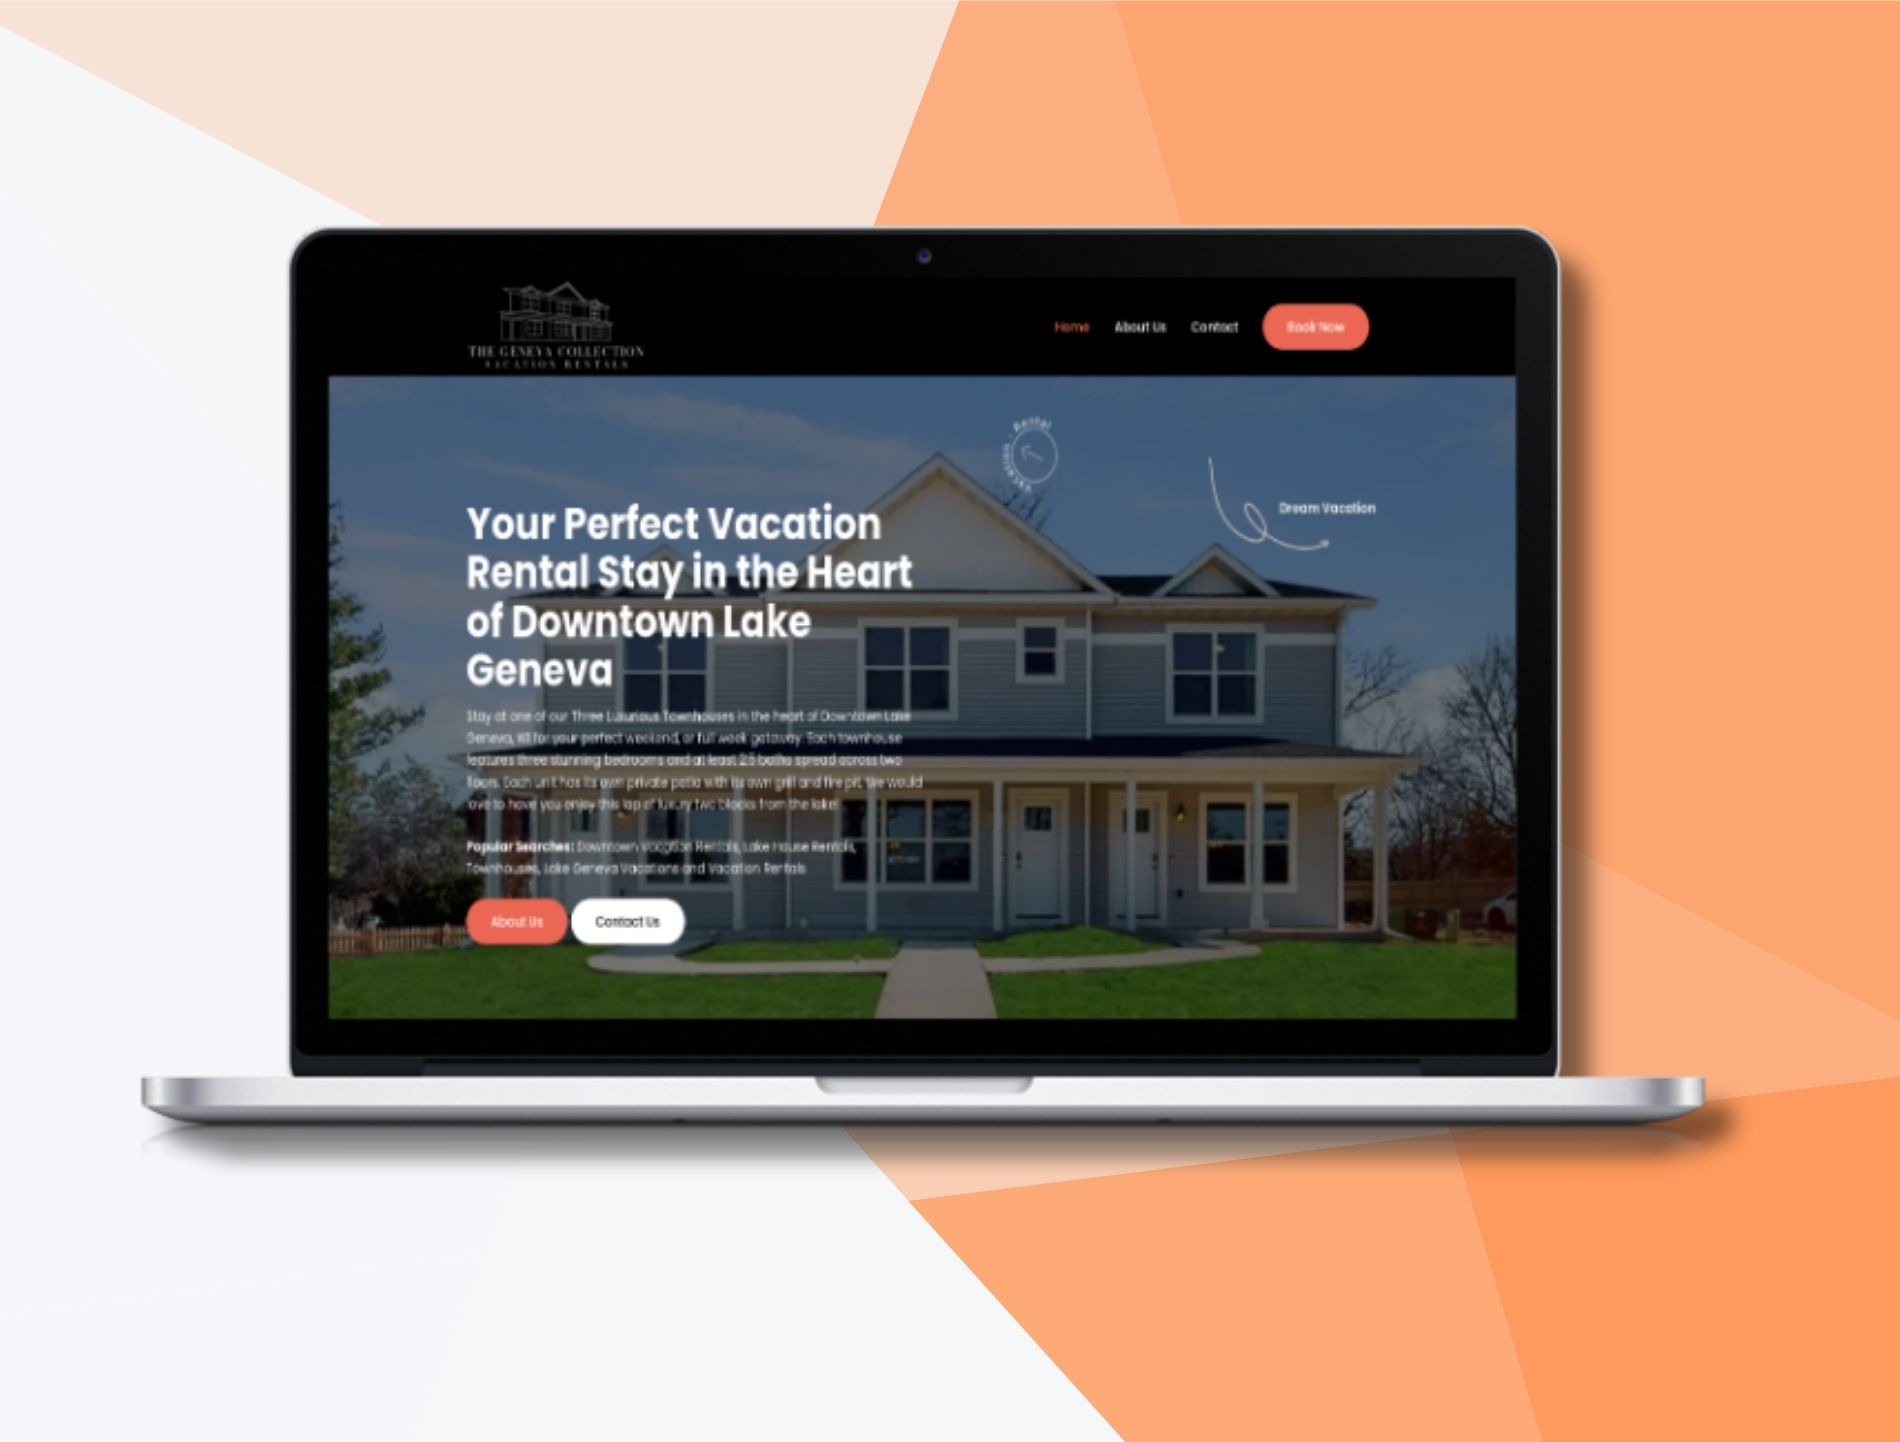 THE GENEVA COLLECTION
VACATION RENTALS
Home About Us Contact Book Now
Vacation - Rental
Dream Vacation
Your Perfect Vacation
Rental Stay in the Heart
of Downtown Lake
Geneva
Stay at one of our Three Luxurious Townhouses in the heart of Downtown Lake
Geneva, WI for your perfect weekend, or full week getaway. Each townhouse
features three stunning bedrooms and at least 2.5 baths spread across two
floors. Each unit has its own private patio with its own grill and fire pit. We would
love to have you enjoy this lap of luxury two blocks from the lake!
Popular Searches: Downtown Vacation Rentals, Lake House Rentals,
Townhouses, Lake Geneva Vacations and Vacation Rentals
About Us Contact Us